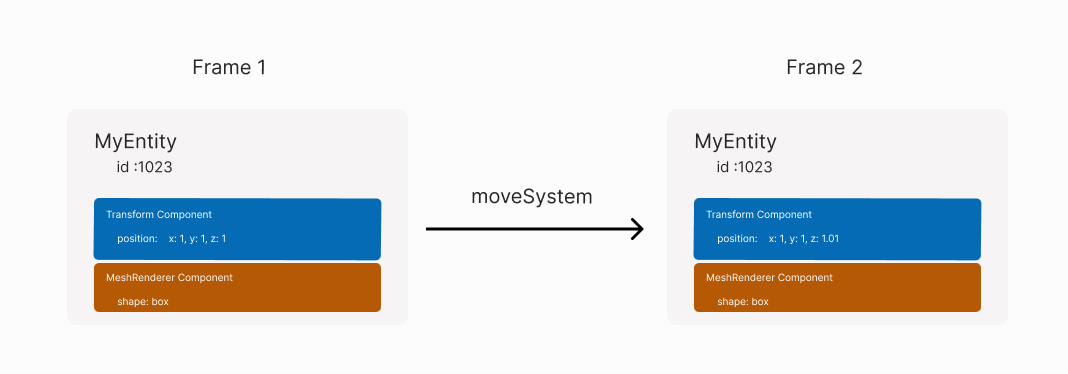 Frame 1
MyEntity
id :1023
Transform Component
position: x: 1, y: 1, z: 1
MeshRenderer Component
shape: box
moveSystem
Frame 2
MyEntity
id :1023
Transform Component
position: x: 1, y: 1, z: 1.01
MeshRenderer Component
shape: box